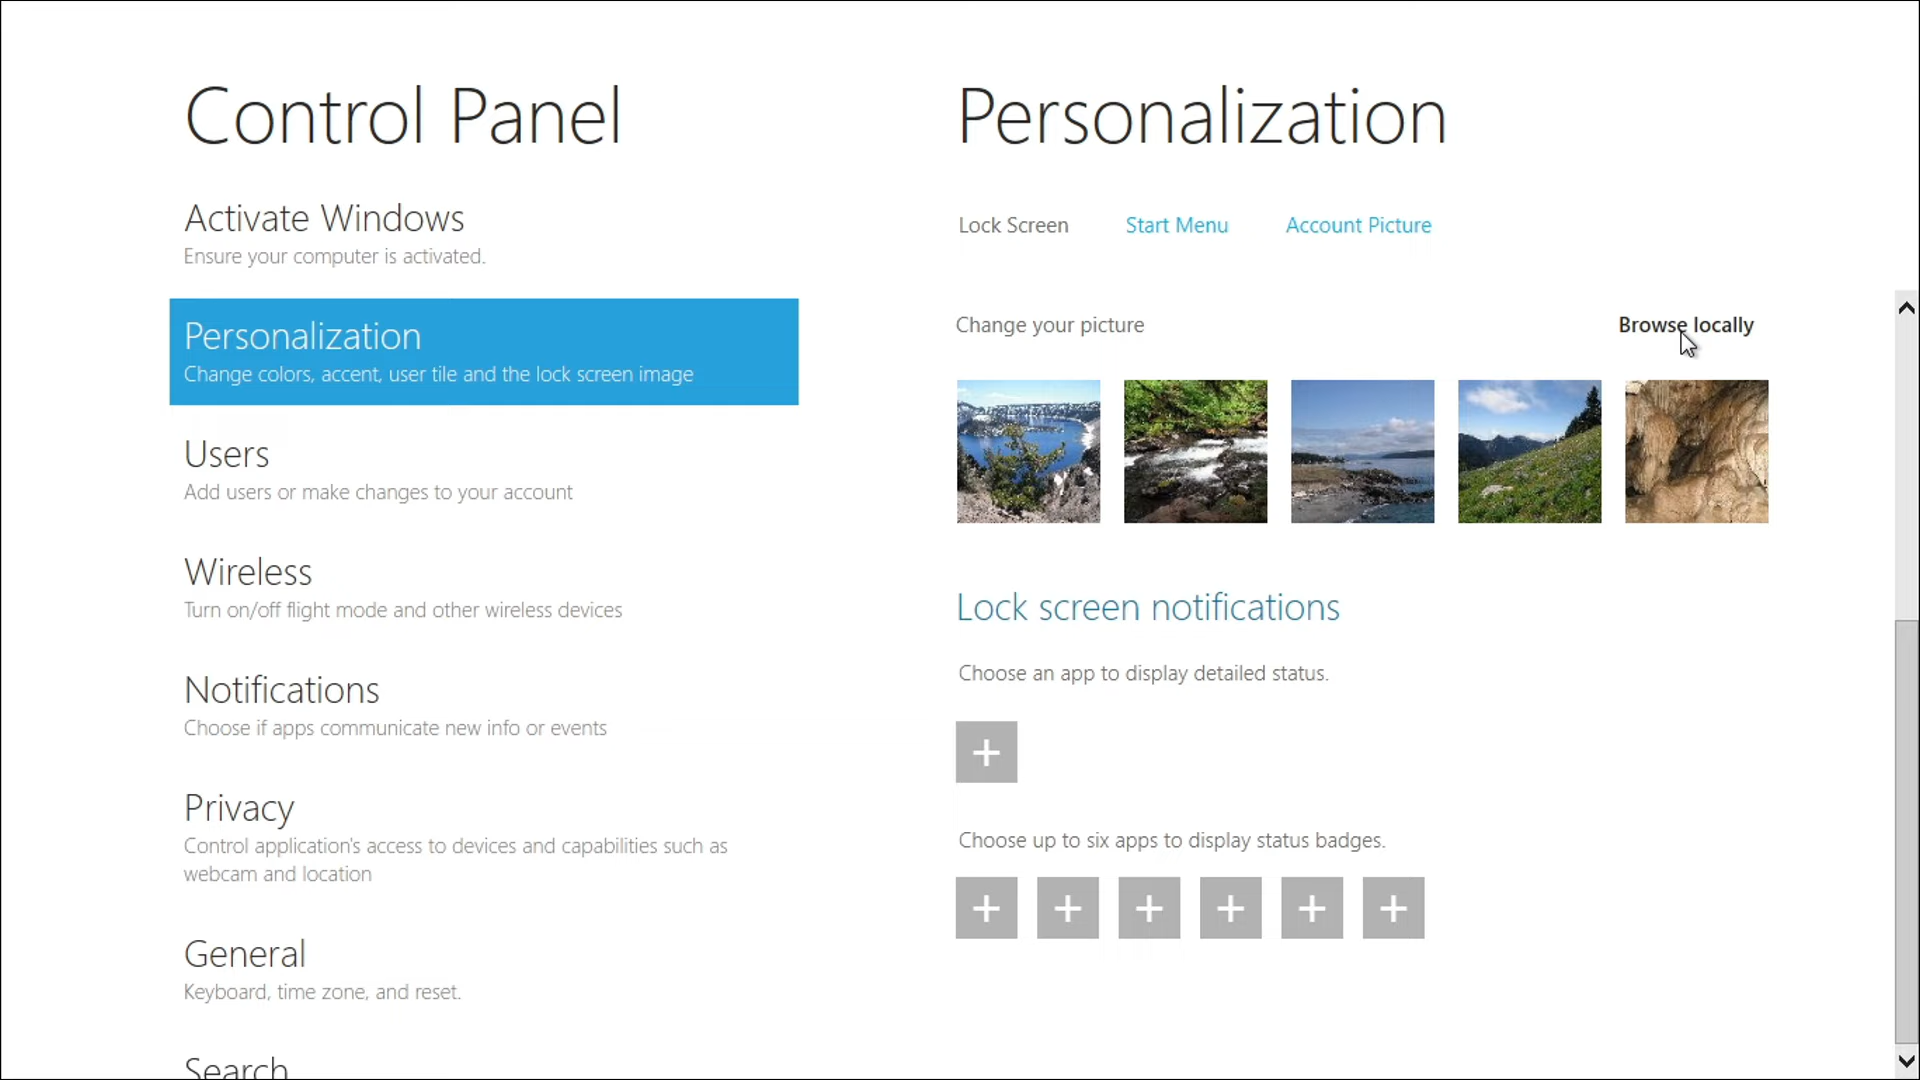 Control Panel
Activate Windows
Ensure your computer is activated.
Personalization
Change colors, accent, user tile and the lock screen image
Users
Add users or make changes to your account
Wireless
Turn on/off flight mode and other wireless devices
Notifications
Choose if apps communicate new info or events
Privacy
Control application's access to devices and capabilities such as
webcam and location
General
Keyboard, time zone, and reset.
Search
Personalization
Lock Screen Start Menu Account Picture
Change your picture Browse locally
Lock screen notifications
Choose an app to display detailed status.
Choose up to six apps to display status badges.